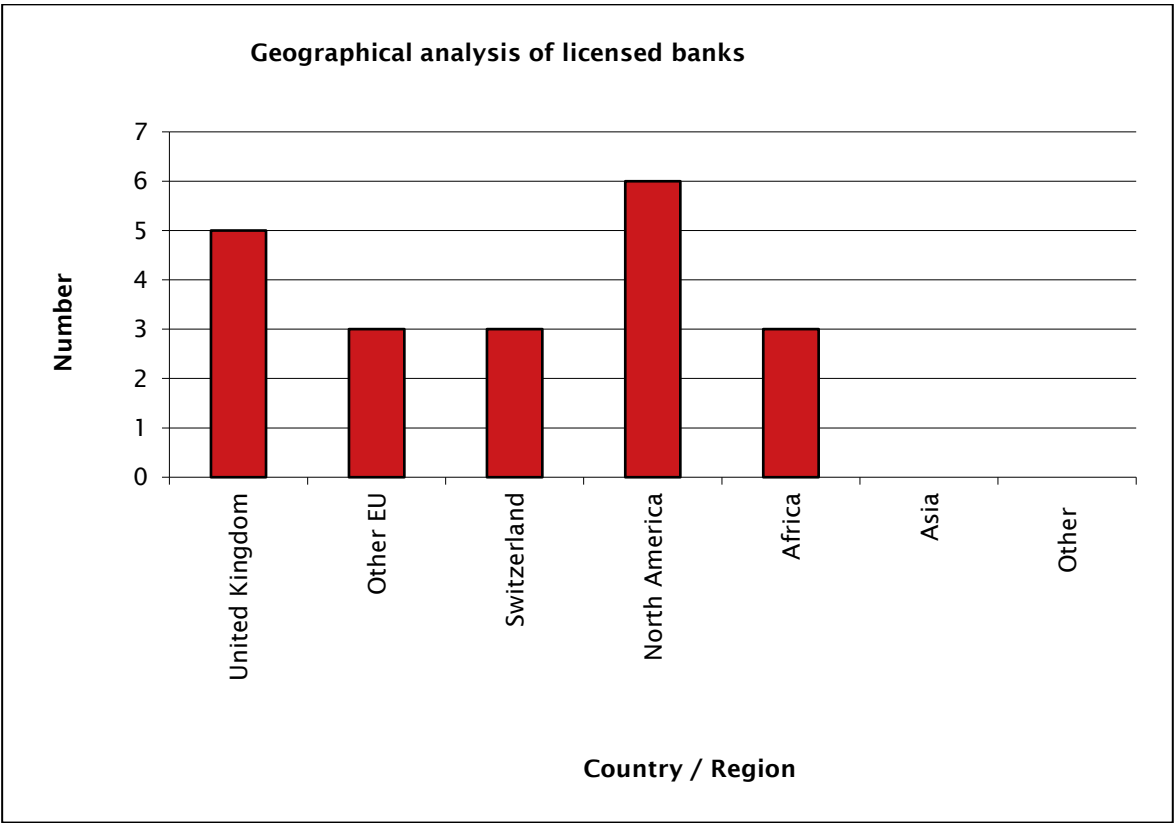 Geographical analysis of licensed banks
7
6
5
4
3
2
1
0
Number
United Kingdom
Other EU
Switzerland
North America
Africa
Asia
Other
Country / Region